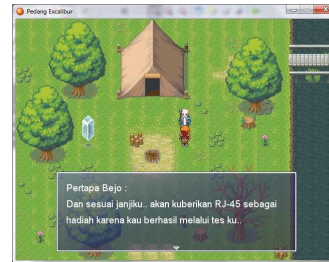 Pedang Excalibur
Pertapa Bejo :
Dan sesuai janjiku.. akan kuberikan RJ-45 sebagai
hadiah karena kau berhasil melalui tes ku..